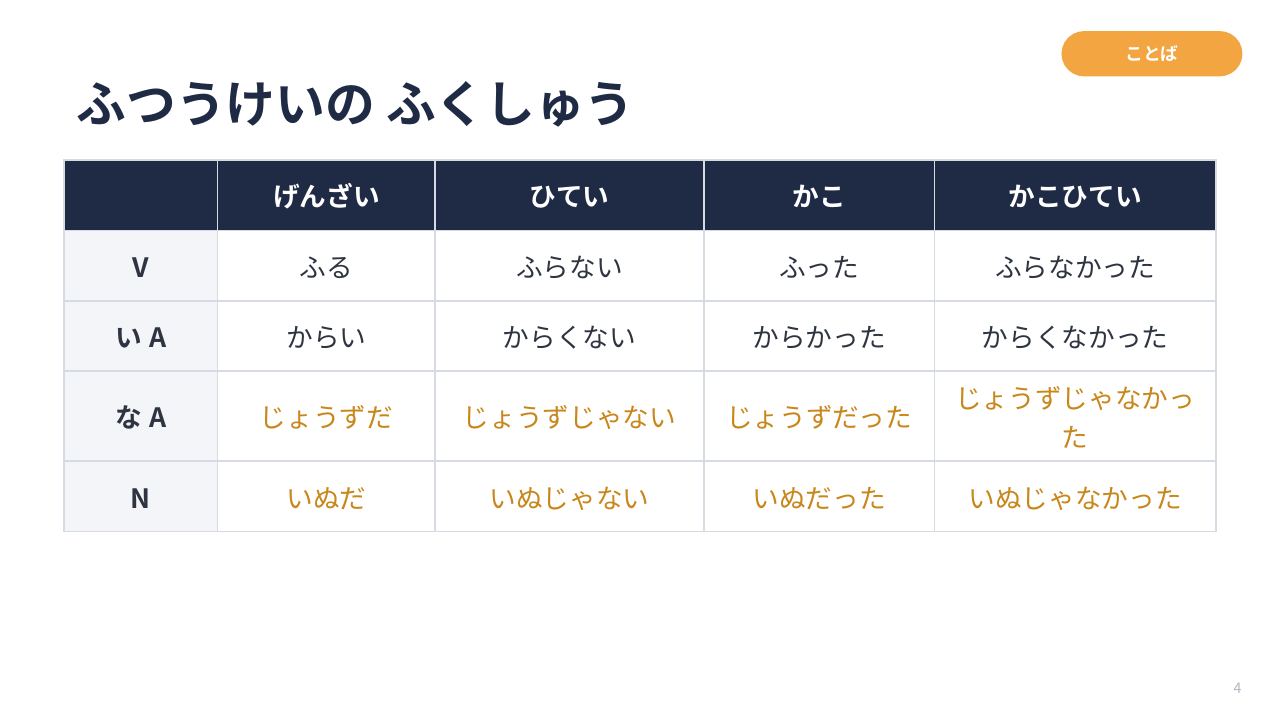 ことば
ふつうけいの ふくしゅう
げんざい ひてい かこ かこひてい
V ふる ふらない ふった ふらなかった
い A からい からくない からかった からくなかった
な A じょうずだ じょうずじゃない じょうずだった じょうずじゃなかっ
た
N いぬだ いぬじゃない いぬだった いぬじゃなかった
4